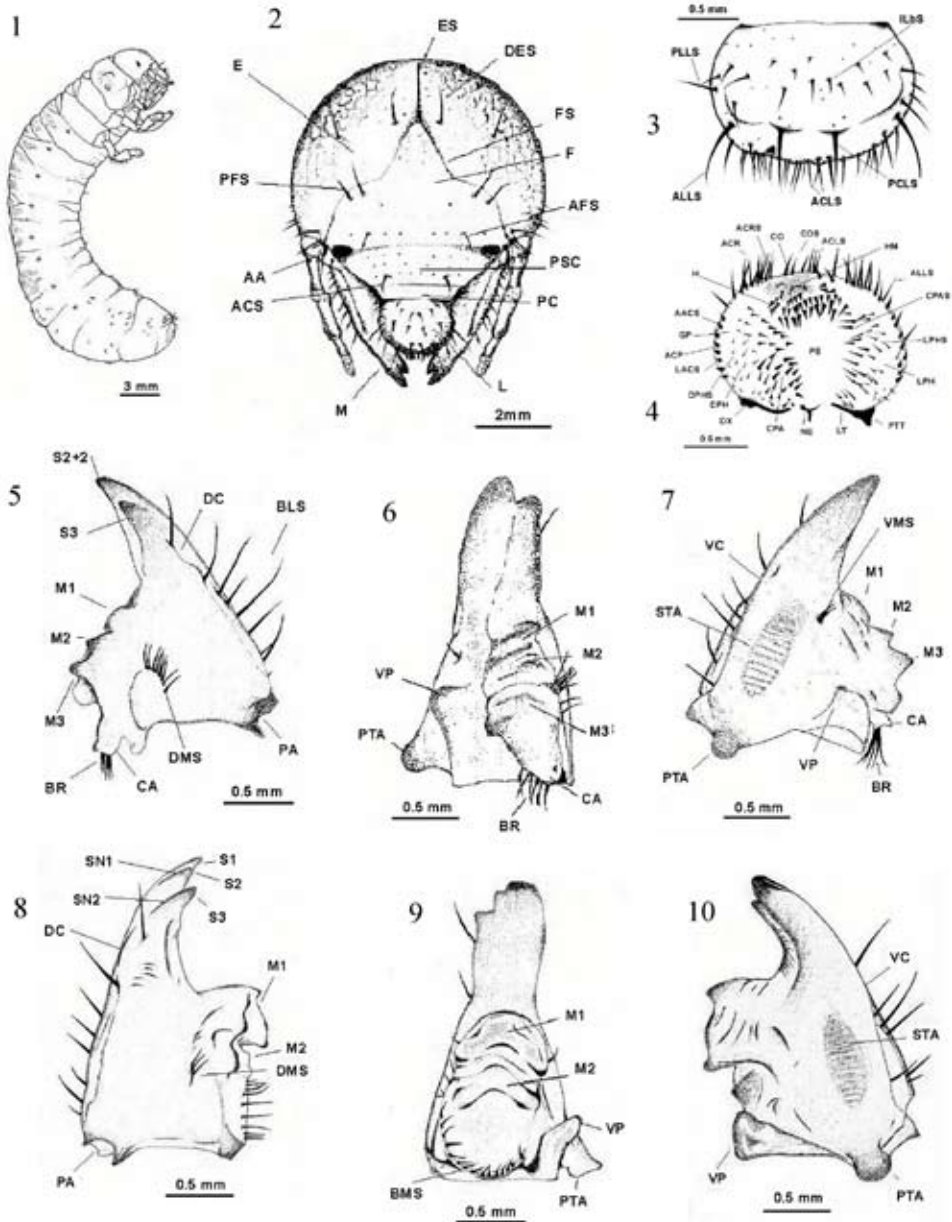 1
3 mm
2
ES
DES
E
FS
F
PFS
AFS
AA
PSC
ACS
PC
M
L
2mm
0.5 mm
ILbS
PLLS
3
ALLS
ACLS
PCLS
ACRS
ACR
CO
COS
ACLS
HM
H
ALLS
CPAS
AACS
GP
LPHS
ACP
PE
LACS
LPH
DPHS
DPH
DX
CPA
NE
LT
PTT
4
0.5 mm
5
S2+2
DC
BLS
S3
M1
M2
M3
DMS
PA
BR
CA
0.5 mm
6
M1
M2
VP
M3
PTA
CA
BR
0.5 mm
7
VMS
VC
M1
M2
STA
M3
CA
PTA
VP
BR
0.5 mm
8
SN1
S1
S2
SN2
S3
DC
M1
M2
DMS
PA
0.5 mm
9
M1
M2
VP
BMS
PTA
0.5 mm
10
VC
STA
VP
PTA
0.5 mm